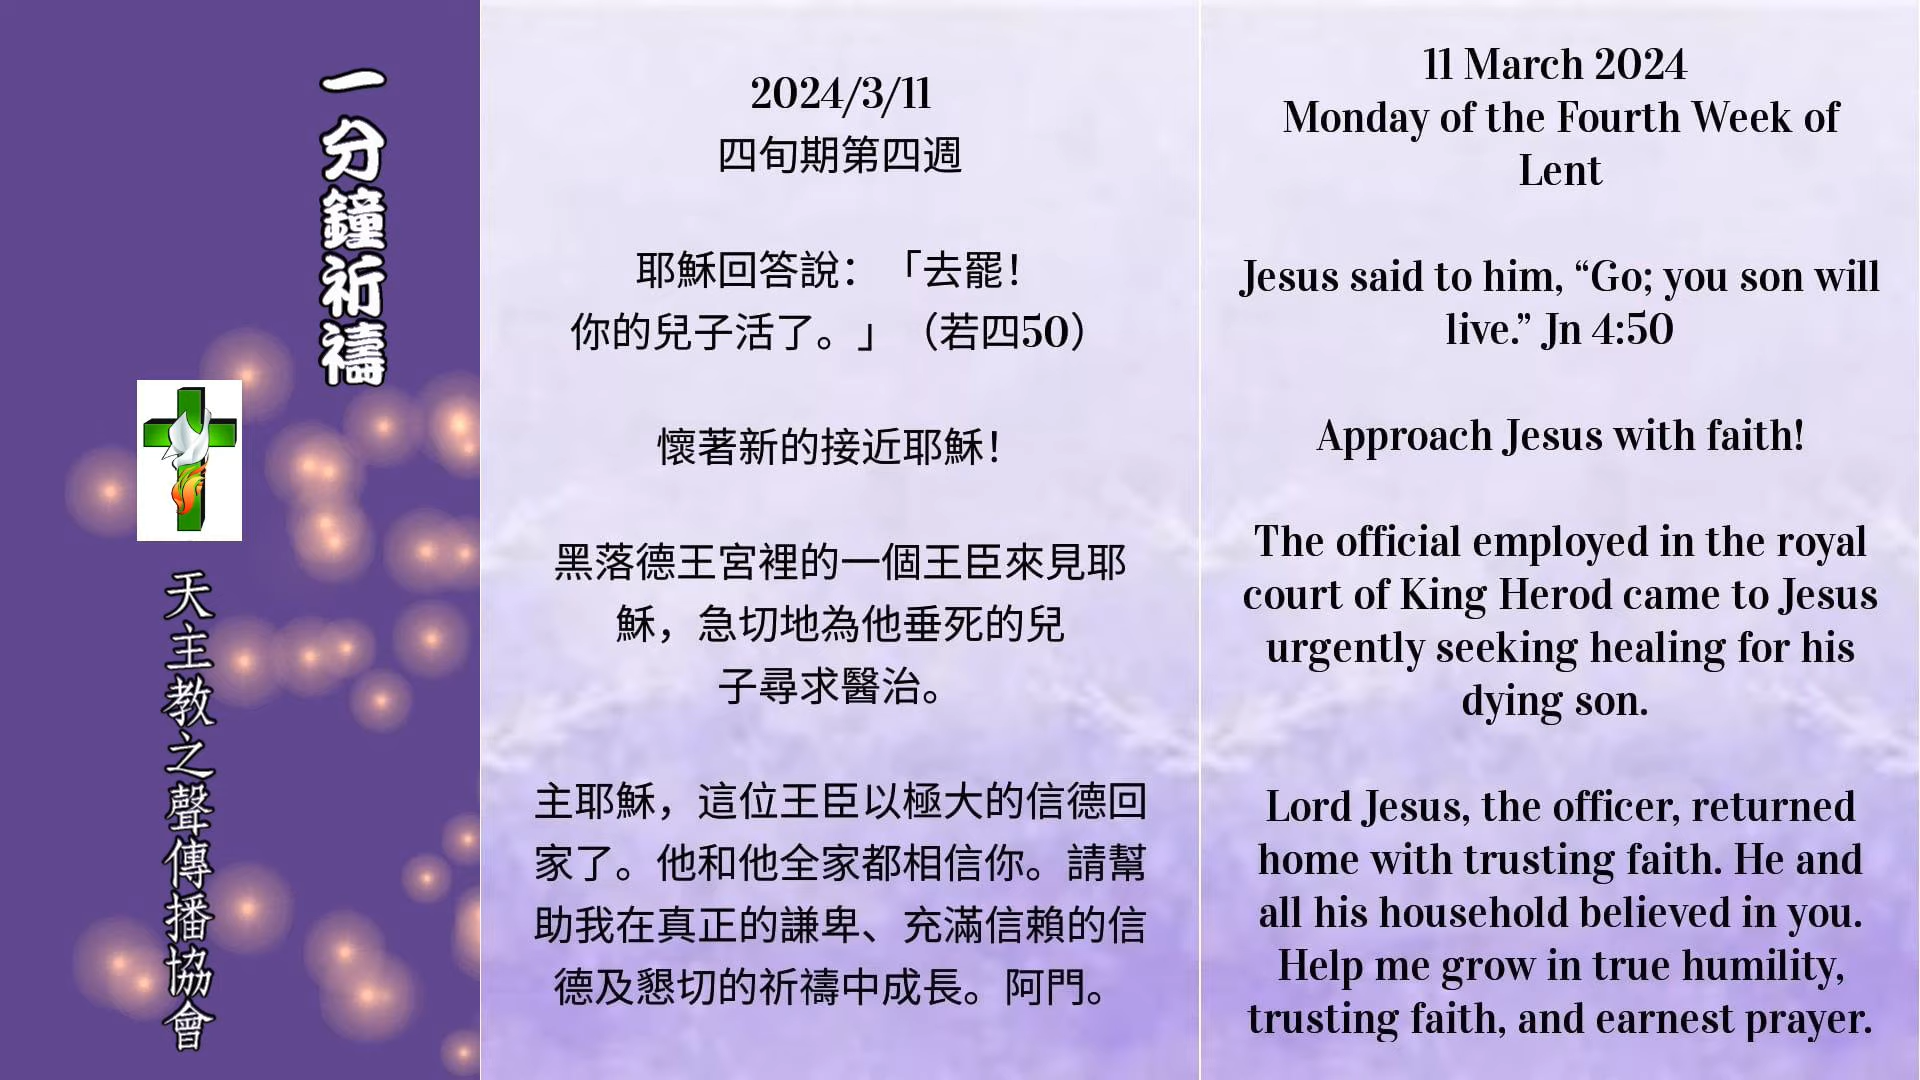 一分鐘祈禱
天主教之聲傳播協會
2024/3/11
四旬期第四週
耶穌回答說：「去罷！
你的兒子活了。」（若四50）
懷著新的接近耶穌！
黑落德王宮裡的一個王臣來見耶
穌，急切地為他垂死的兒
子尋求醫治。
主耶穌，這位王臣以極大的信德回
家了。他和他全家都相信你。請幫
助我在真正的謙卑、充滿信賴的信
德及懇切的祈禱中成長。阿門。
11 March 2024
Monday of the Fourth Week of
Lent
Jesus said to him, “Go; you son will
live.” Jn 4:50
Approach Jesus with faith!
The official employed in the royal
court of King Herod came to Jesus
urgently seeking healing for his
dying son.
Lord Jesus, the officer, returned
home with trusting faith. He and
all his household believed in you.
Help me grow in true humility,
trusting faith, and earnest prayer.